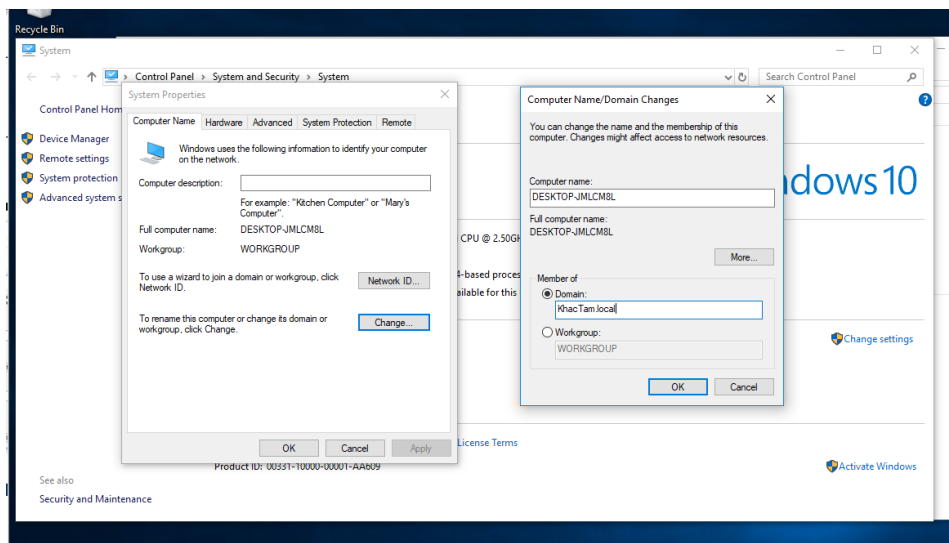 Recycle Bin
System
Control Panel > System and Security > System
Search Control Panel
Control Panel Hom
Device Manager
Remote settings
System protection
Advanced system s
See also
Security and Maintenance
System Properties
Computer Name Hardware Advanced System Protection Remote
Windows uses the following information to identify your computer
on the network.
Computer description:
For example: "Kitchen Computer" or "Mary's
Computer".
Full computer name: DESKTOP-JMLCM8L
Workgroup: WORKGROUP
To use a wizard to join a domain or workgroup, click
Network ID.
Network ID...
To rename this computer or change its domain or
workgroup, click Change.
Change...
OK Cancel Apply
CPU @ 2.50GH
4-based proces
ailable for this
License Terms
Product ID: 00331-10000-00001-AA609
Computer Name/Domain Changes
You can change the name and the membership of this
computer. Changes might affect access to network resources.
Computer name:
DESKTOP-JMLCM8L
Full computer name:
DESKTOP-JMLCM8L
More...
Member of
Domain:
KhacTam.local
Workgroup:
WORKGROUP
OK Cancel
dows 10
Change settings
Activate Windows